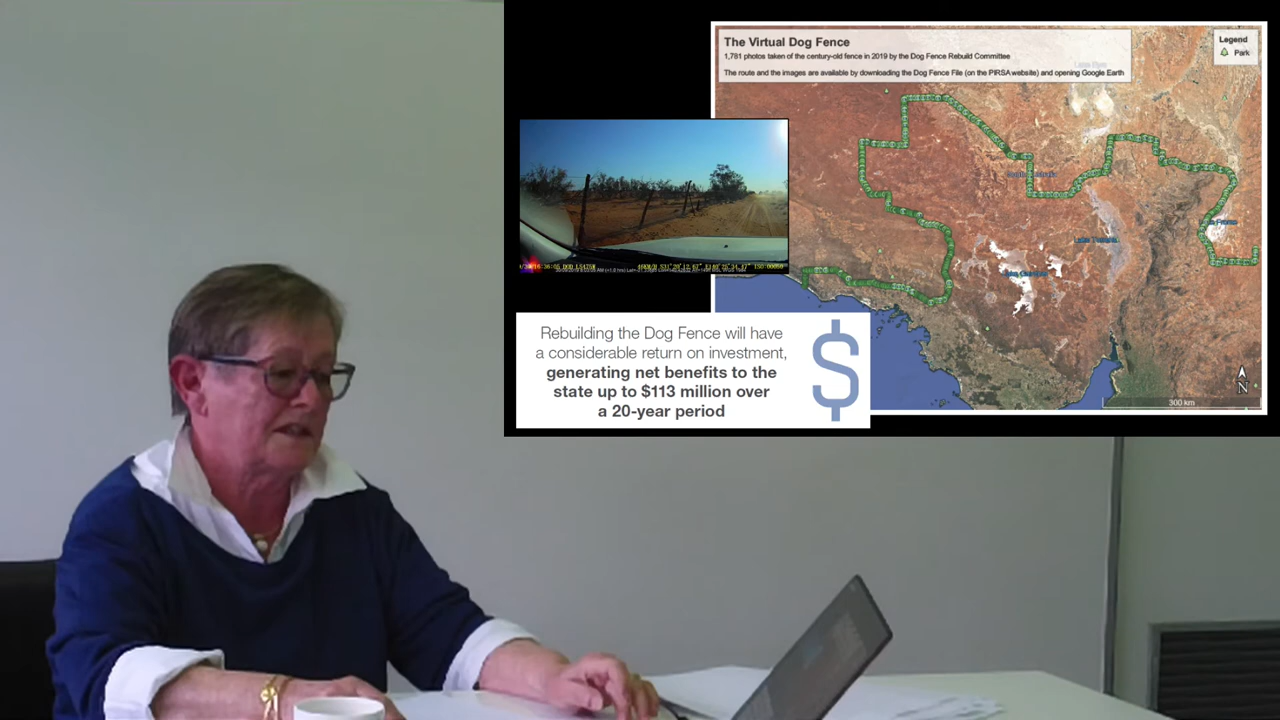 The Virtual Dog Fence
1,781 photos taken of the century-old fence in 2019 by the Dog Fence Rebuild Committee
The route and the images are available by downloading the Dog Fence File (on the PIRSA website) and opening Google Earth
Legend
Park
Rebuilding the Dog Fence will have
a considerable return on investment,
generating net benefits to the
state up to $113 million over
a 20-year period
$
N
300 km